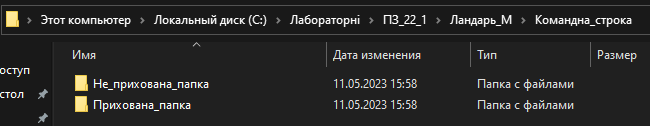 Этот компьютер › Локальный диск (C:) › Лабораторні › ПЗ_22_1 › Ландарь_М › Командна_строка
Имя Дата изменения Тип Размер
оступ
Не_прихована_папка 11.05.2023 15:58 Папка с файлами
стол
Прихована_папка 11.05.2023 15:58 Папка с файлами